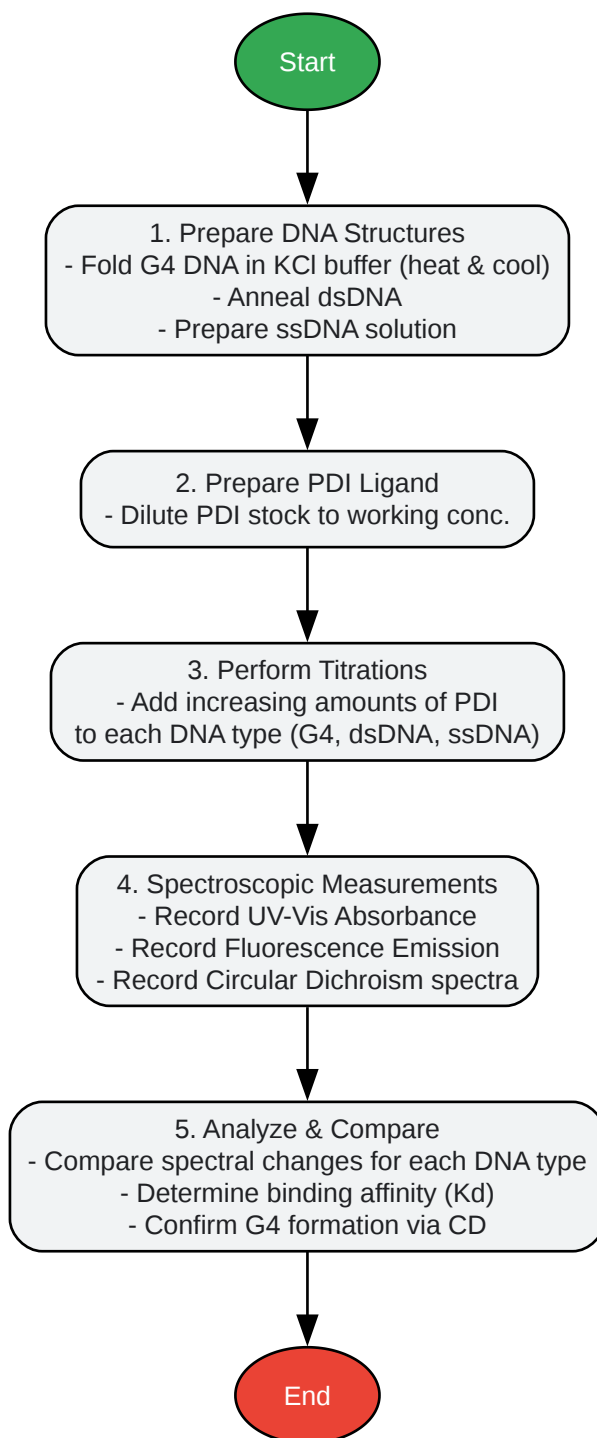 Start
1. Prepare DNA Structures
- Fold G4 DNA in KCl buffer (heat & cool)
- Anneal dsDNA
- Prepare ssDNA solution
2. Prepare PDI Ligand
- Dilute PDI stock to working conc.
3. Perform Titrations
- Add increasing amounts of PDI
to each DNA type (G4, dsDNA, ssDNA)
4. Spectroscopic Measurements
- Record UV-Vis Absorbance
- Record Fluorescence Emission
- Record Circular Dichroism spectra
5. Analyze & Compare
- Compare spectral changes for each DNA type
- Determine binding affinity (Kd)
- Confirm G4 formation via CD
End